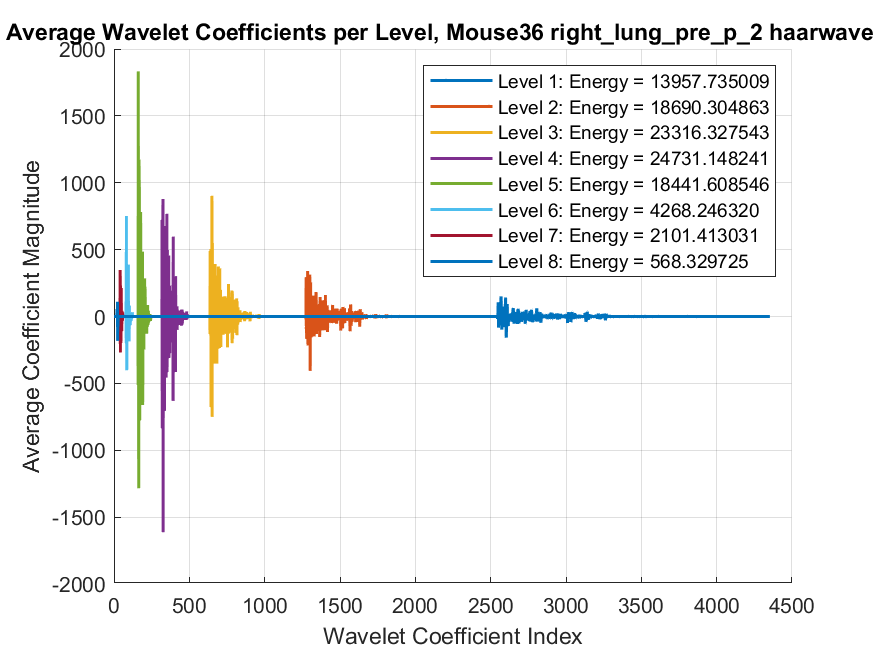 Average Wavelet Coefficients per Level, Mouse36 right_lung_pre_p_2 haarwave
2000
1500
1000
500
0
-500
-1000
-1500
-2000
Average Coefficient Magnitude
Level 1: Energy = 13957.735009
Level 2: Energy = 18690.304863
Level 3: Energy = 23316.327543
Level 4: Energy = 24731.148241
Level 5: Energy = 18441.608546
Level 6: Energy = 4268.246320
Level 7: Energy = 2101.413031
Level 8: Energy = 568.329725
0 500 1000 1500 2000 2500 3000 3500 4000 4500
Wavelet Coefficient Index